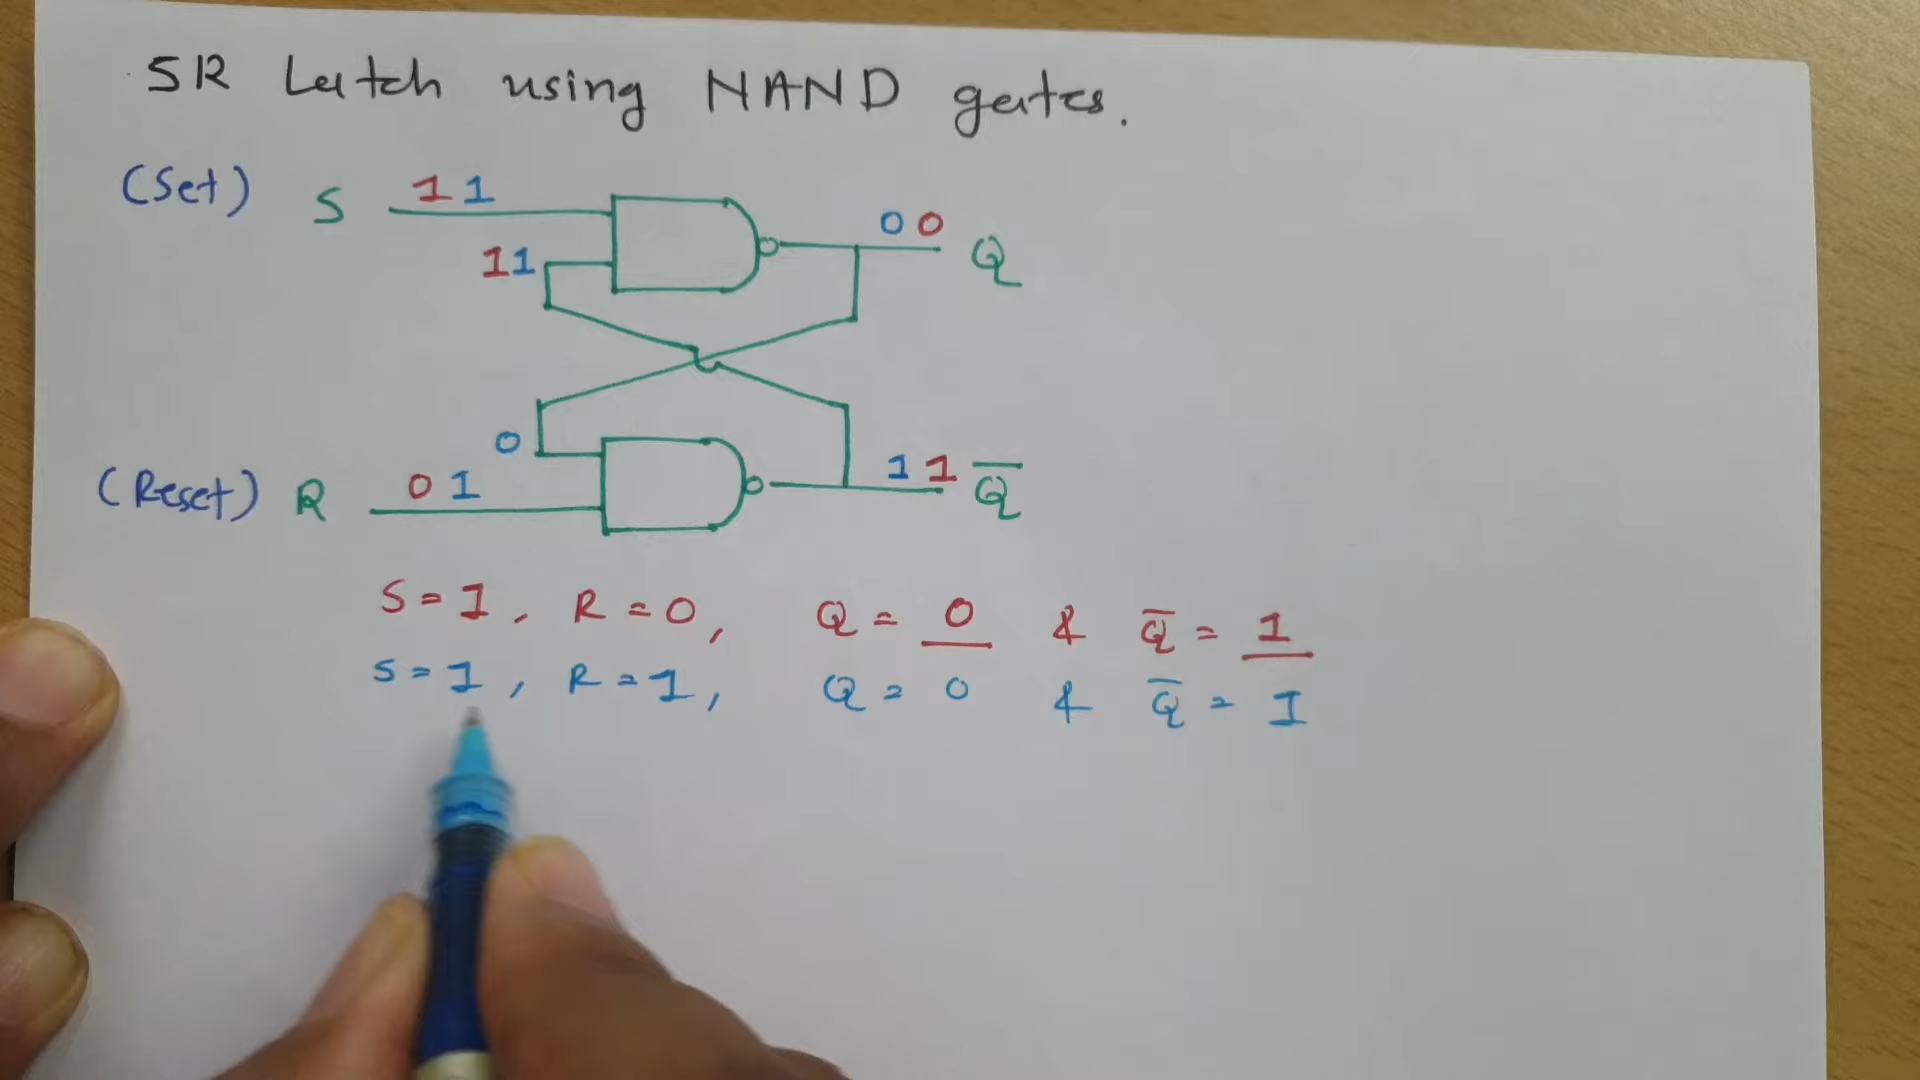 SR Latch using NAND gates.
(Set) S 1 1
0 0 Q
1 1
0
(Reset) R 0 1
1 1 Q̅
S = 1, R = 0, Q = 0 & Q̅ = 1
S = 1, R = 1, Q = 0 & Q̅ = 1